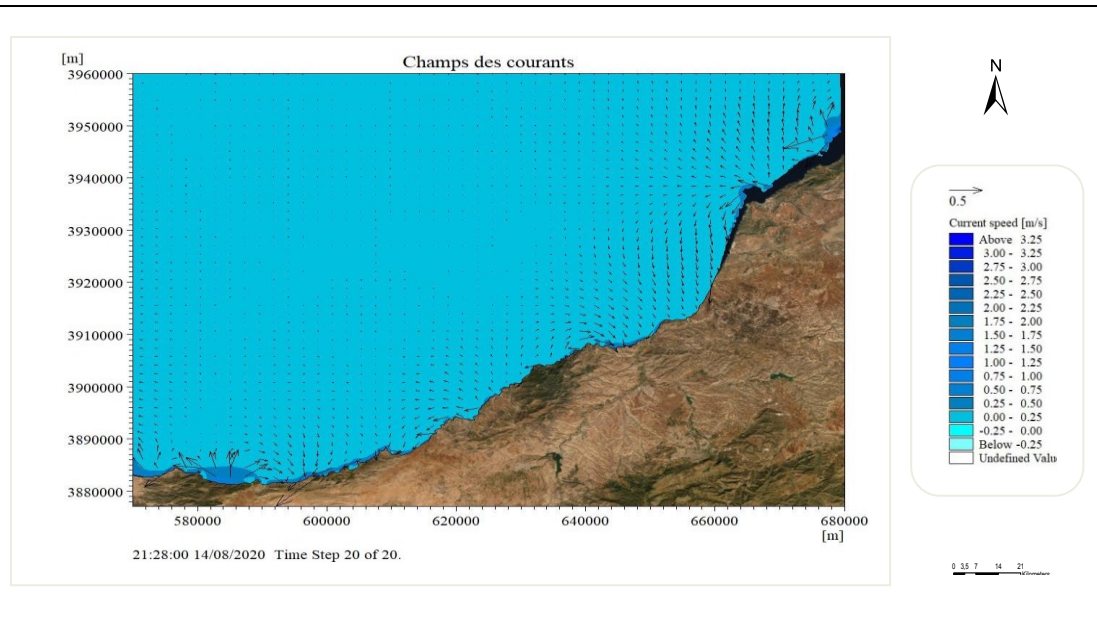 [m]
Champs des courants
3960000
3950000
3940000
3930000
3920000
3910000
3900000
3890000
3880000
580000 600000 620000 640000 660000 680000
[m]
21:28:00 14/08/2020 Time Step 20 of 20.
N
0.5
Current speed [m/s]
Above 3.25
3.00 - 3.25
2.75 - 3.00
2.50 - 2.75
2.25 - 2.50
2.00 - 2.25
1.75 - 2.00
1.50 - 1.75
1.25 - 1.50
1.00 - 1.25
0.75 - 1.00
0.50 - 0.75
0.25 - 0.50
0.00 - 0.25
-0.25 - 0.00
Below -0.25
Undefined Valu
0 3,5 7 14 21
Kilometers